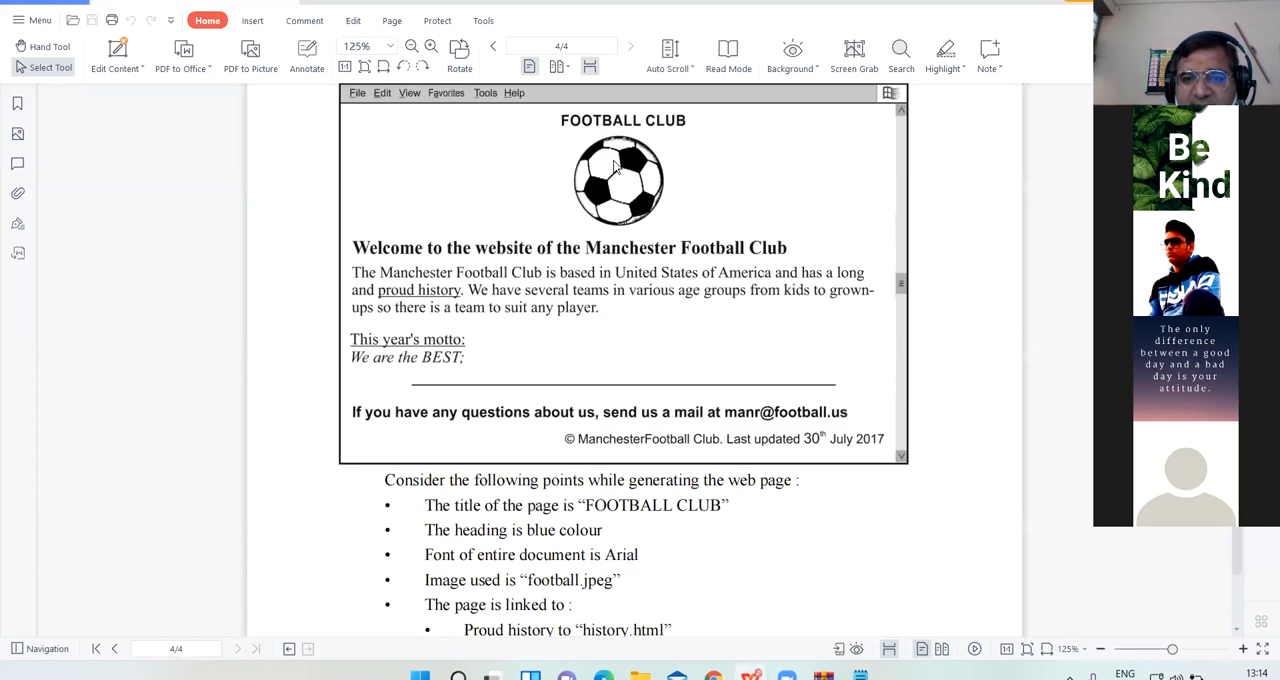 Menu
Home
Insert
Comment
Edit
Page
Protect
Tools
Hand Tool
Select Tool
Edit Content
PDF to Office
PDF to Picture
Annotate
125%
Rotate
4/4
Auto Scroll
Read Mode
Background
Screen Grab
Search
Highlight
Note
File Edit View Favorites Tools Help
FOOTBALL CLUB
Welcome to the website of the Manchester Football Club
The Manchester Football Club is based in United States of America and has a long
and proud history. We have several teams in various age groups from kids to grown-
ups so there is a team to suit any player.
This year's motto:
We are the BEST;
If you have any questions about us, send us a mail at manr@football.us
© ManchesterFootball Club. Last updated 30th July 2017
Consider the following points while generating the web page :
• The title of the page is “FOOTBALL CLUB”
• The heading is blue colour
• Font of entire document is Arial
• Image used is “football.jpeg”
• The page is linked to :
• Proud history to “history.html”
Be
Kind
The only
difference
between a good
day and a bad
day is your
attitude.
Navigation
4/4
125%
ENG
13:14